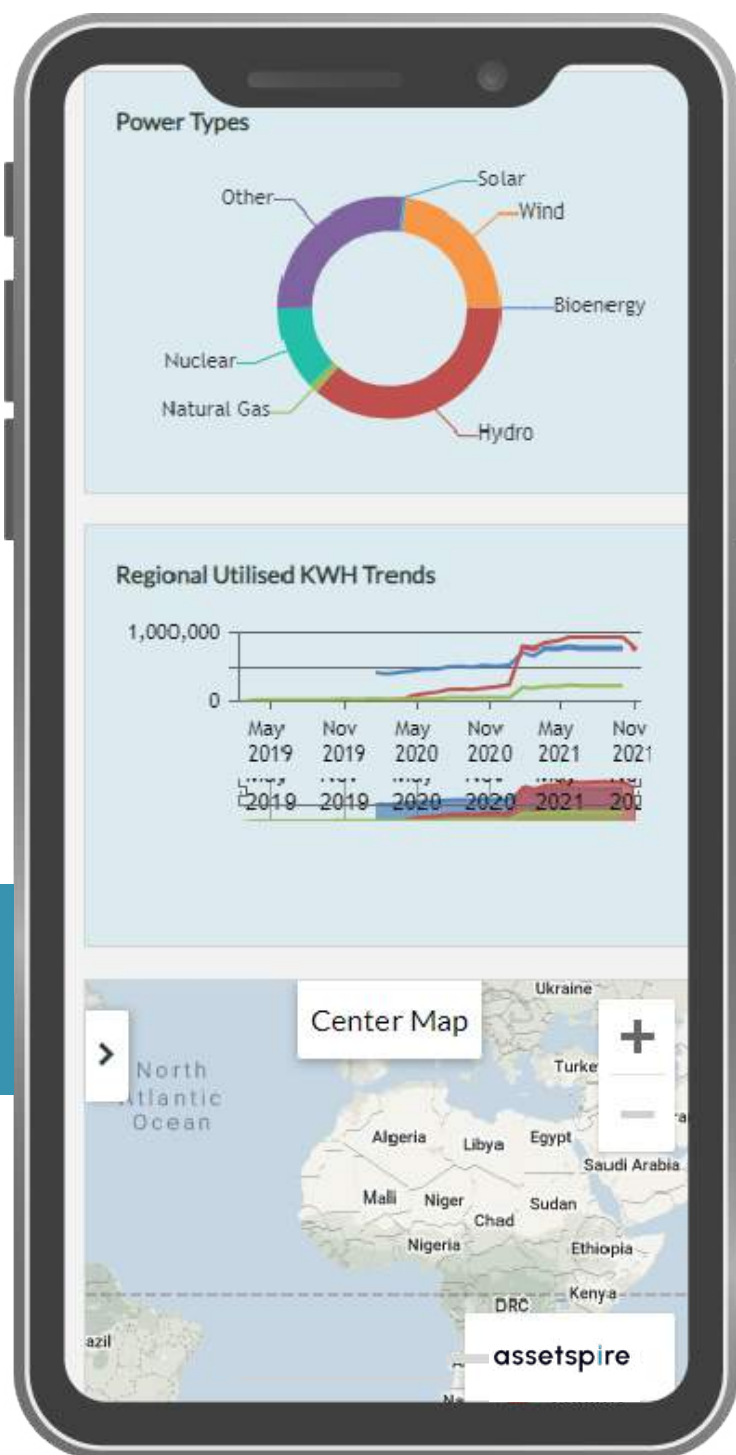 Power Types
Solar
Other
Wind
Bioenergy
Nuclear
Natural Gas
Hydro
Regional Utilised KWH Trends
1,000,000
0
May Nov May Nov May Nov
2019 2019 2020 2020 2021 2021
2019 2019 2020 2020 2021
Ukraine
Center Map
North
Atlantic
Ocean
Turke
Algeria Libya Egypt
Saudi Arabia
Malli Niger Chad Sudan
Nigeria Ethiopia
Kenya
DRC
azil
assetspire